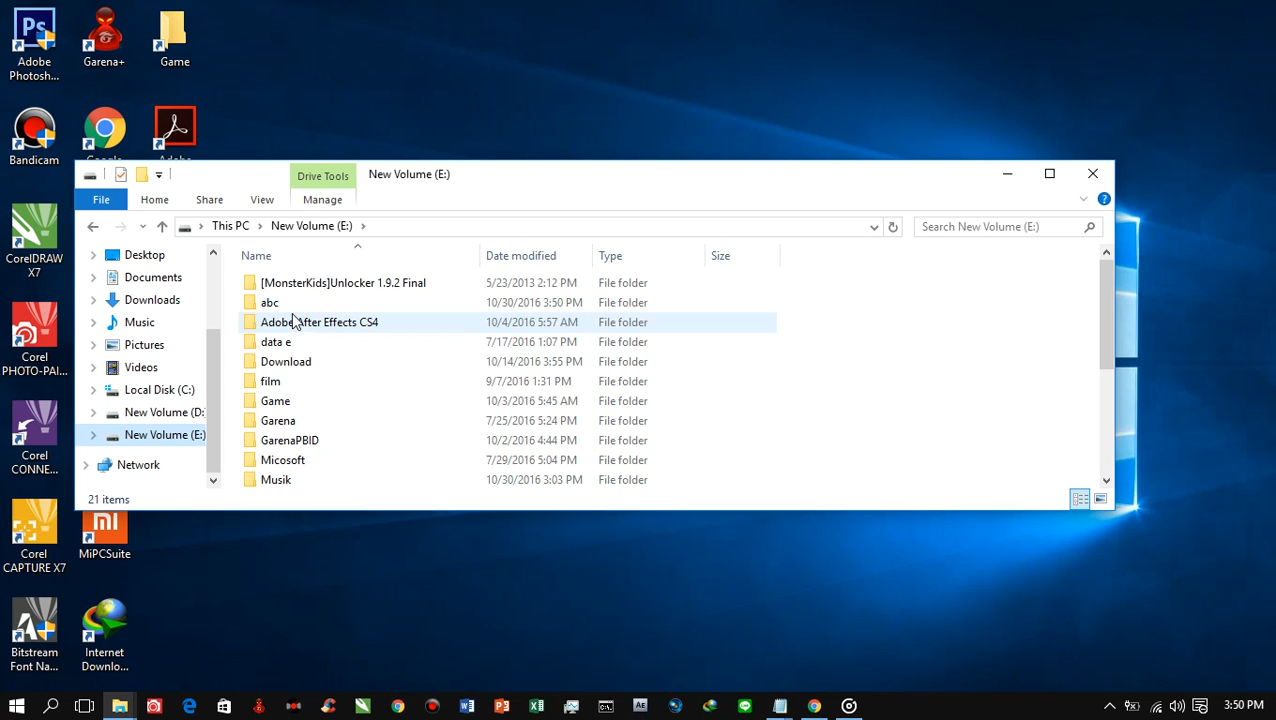 Adobe
Photosh...
Garena+
Game
Bandicam
Google
Adobe
CorelDRAW
X7
Corel
PHOTO-PAI...
Corel
CONNE...
Corel
CAPTURE X7
MiPCSuite
Bitstream
Font Na...
Internet
Downlo...
Drive Tools
New Volume (E:)
File
Home
Share
View
Manage
This PC
New Volume (E:)
Search New Volume (E:)
Desktop
Documents
Downloads
Music
Pictures
Videos
Local Disk (C:)
New Volume (D:
New Volume (E:)
Network
Name
Date modified
Type
Size
[MonsterKids]Unlocker 1.9.2 Final 5/23/2013 2:12 PM File folder
abc 10/30/2016 3:50 PM File folder
Adobe After Effects CS4 10/4/2016 5:57 AM File folder
data e 7/17/2016 1:07 PM File folder
Download 10/14/2016 3:55 PM File folder
film 9/7/2016 1:31 PM File folder
Game 10/3/2016 5:45 AM File folder
Garena 7/25/2016 5:24 PM File folder
GarenaPBID 10/2/2016 4:44 PM File folder
Micosoft 7/29/2016 5:04 PM File folder
Musik 10/30/2016 3:03 PM File folder
21 items
3:50 PM